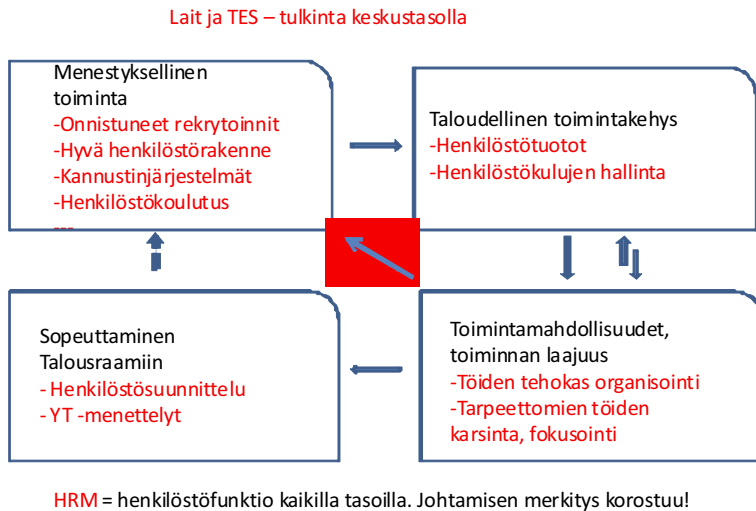 Lait ja TES – tulkinta keskustasolla
Menestyksellinen
toiminta
-Onnistuneet rekrytoinnit
-Hyvä henkilöstörakenne
-Kannustinjärjestelmät
-Henkilöstökoulutus
---
Taloudellinen toimintakehys
-Henkilöstötuotot
-Henkilöstökulujen hallinta
Sopeuttaminen
Talousraamiin
- Henkilöstösuunnittelu
- YT -menettelyt
Toimintamahdollisuudet,
toiminnan laajuus
-Töiden tehokas organisointi
-Tarpeettomien töiden
karsinta, fokusointi
HRM = henkilöstöfunktio kaikilla tasoilla. Johtamisen merkitys korostuu!